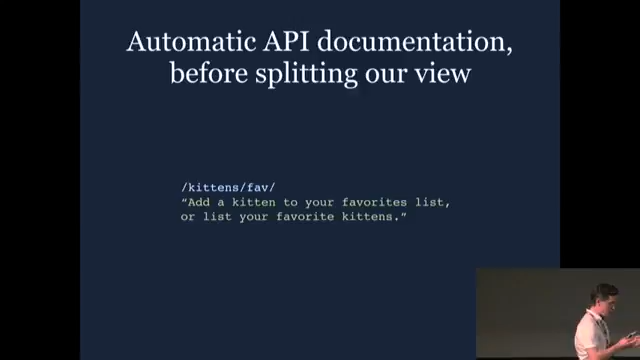 Automatic API documentation,
before splitting our view
/kittens/fav/
“Add a kitten to your favorites list,
or list your favorite kittens.”